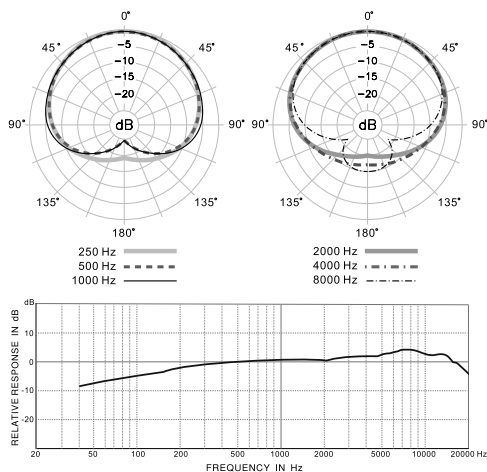 0°
45°
45°
90°
90°
135°
135°
180°
–5
–10
–15
–20
dB
250 Hz
500 Hz
1000 Hz
0°
45°
45°
90°
90°
135°
135°
180°
–5
–10
–15
–20
dB
2000 Hz
4000 Hz
8000 Hz
dB
10
0
-10
-20
RELATIVE RESPONSE IN dB
20 50 100 200 500 1000 2000 5000 10000 20000 Hz
FREQUENCY IN Hz